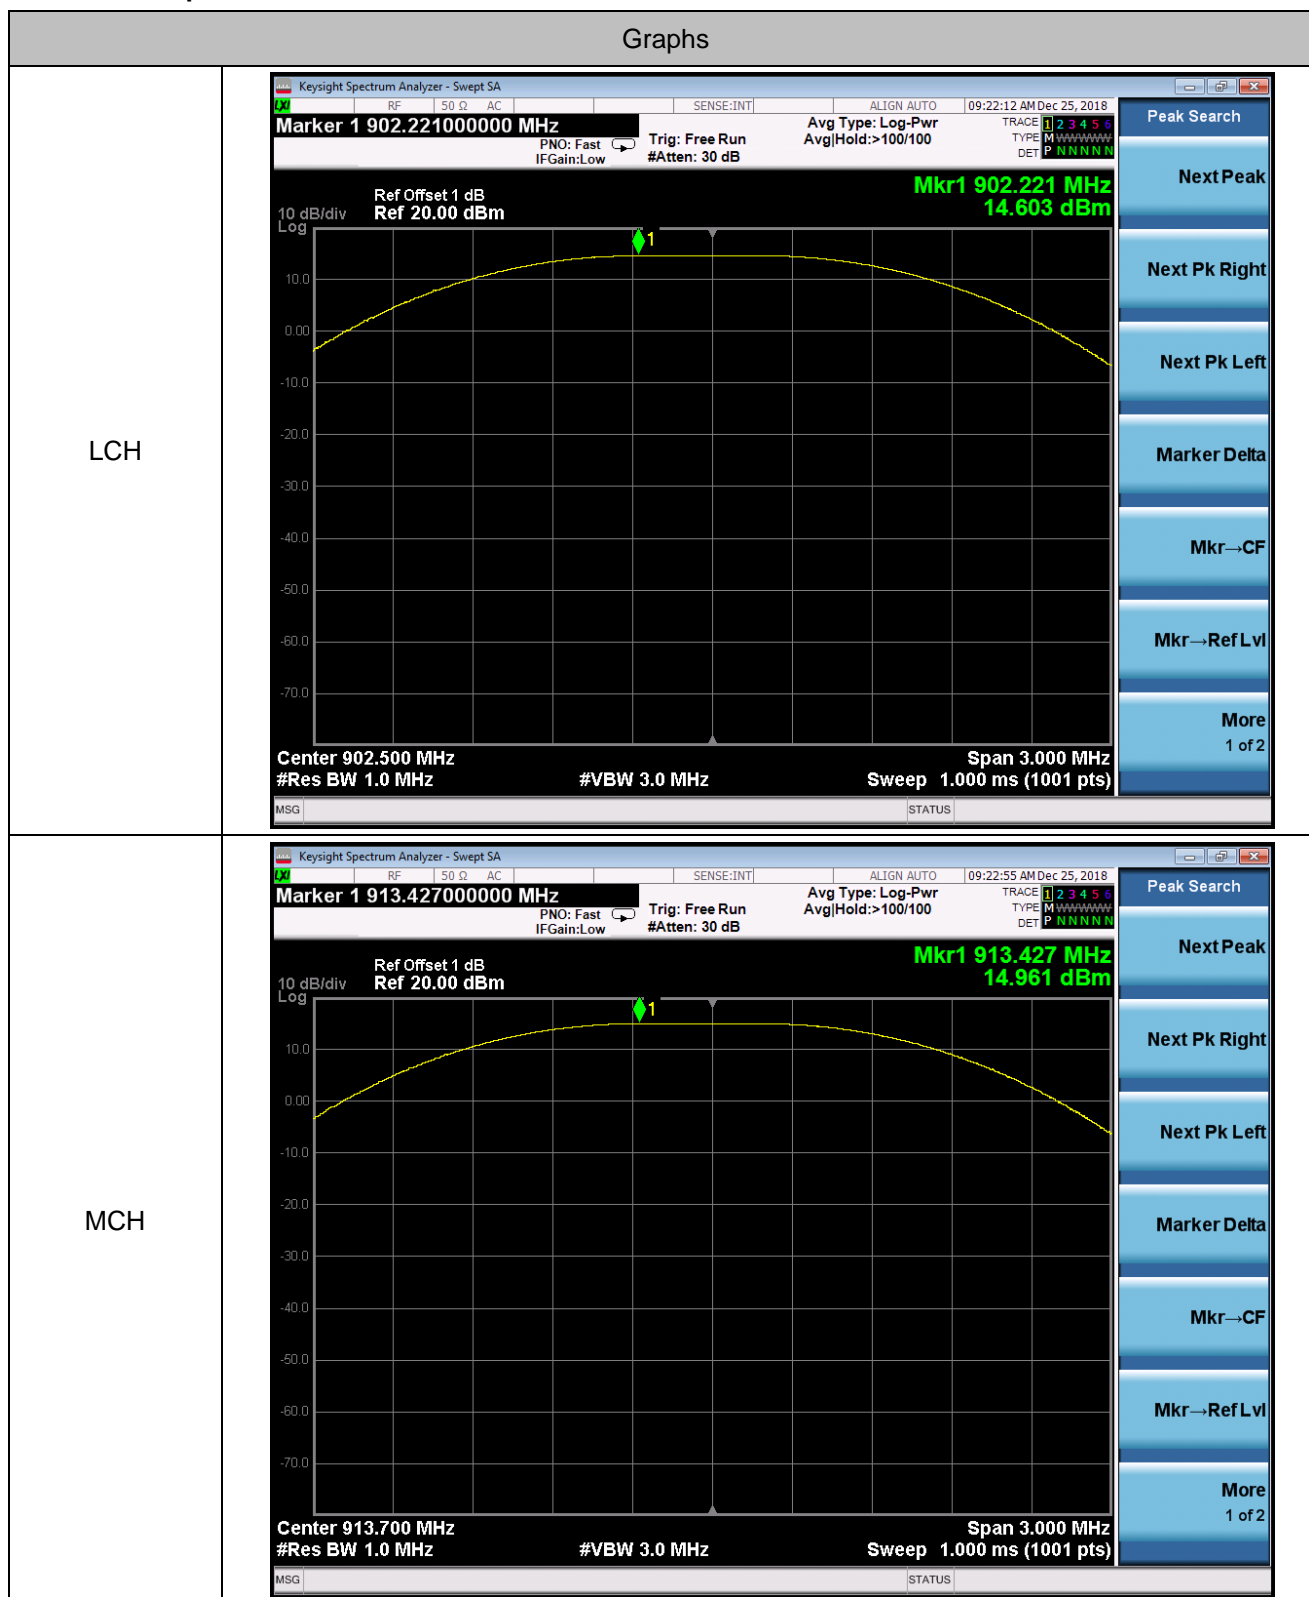 Graphs
LCH
Keysight Spectrum Analyzer - Swept SA
LXI RF 50 Ω AC SENSE:INT ALIGN AUTO 09:22:12 AM Dec 25, 2018
Marker 1 902.221000000 MHz
PNO: Fast
IFGain:Low
Trig: Free Run
#Atten: 30 dB
Avg Type: Log-Pwr
Avg|Hold:>100/100
TRACE 1 2 3 4 5 6
TYPE M W W W W W
DET P N N N N N
Mkr1 902.221 MHz
14.603 dBm
Ref Offset 1 dB
10 dB/div Ref 20.00 dBm
Log
10.0
0.00
-10.0
-20.0
-30.0
-40.0
-50.0
-60.0
-70.0
1
Center 902.500 MHz Span 3.000 MHz
#Res BW 1.0 MHz #VBW 3.0 MHz Sweep 1.000 ms (1001 pts)
MSG STATUS
Peak Search
Next Peak
Next Pk Right
Next Pk Left
Marker Delta
Mkr→CF
Mkr→Ref Lvl
More
1 of 2
MCH
Keysight Spectrum Analyzer - Swept SA
LXI RF 50 Ω AC SENSE:INT ALIGN AUTO 09:22:55 AM Dec 25, 2018
Marker 1 913.427000000 MHz
PNO: Fast
IFGain:Low
Trig: Free Run
#Atten: 30 dB
Avg Type: Log-Pwr
Avg|Hold:>100/100
TRACE 1 2 3 4 5 6
TYPE M W W W W W
DET P N N N N N
Mkr1 913.427 MHz
14.961 dBm
Ref Offset 1 dB
10 dB/div Ref 20.00 dBm
Log
10.0
0.00
-10.0
-20.0
-30.0
-40.0
-50.0
-60.0
-70.0
1
Center 913.700 MHz Span 3.000 MHz
#Res BW 1.0 MHz #VBW 3.0 MHz Sweep 1.000 ms (1001 pts)
MSG STATUS
Peak Search
Next Peak
Next Pk Right
Next Pk Left
Marker Delta
Mkr→CF
Mkr→Ref Lvl
More
1 of 2